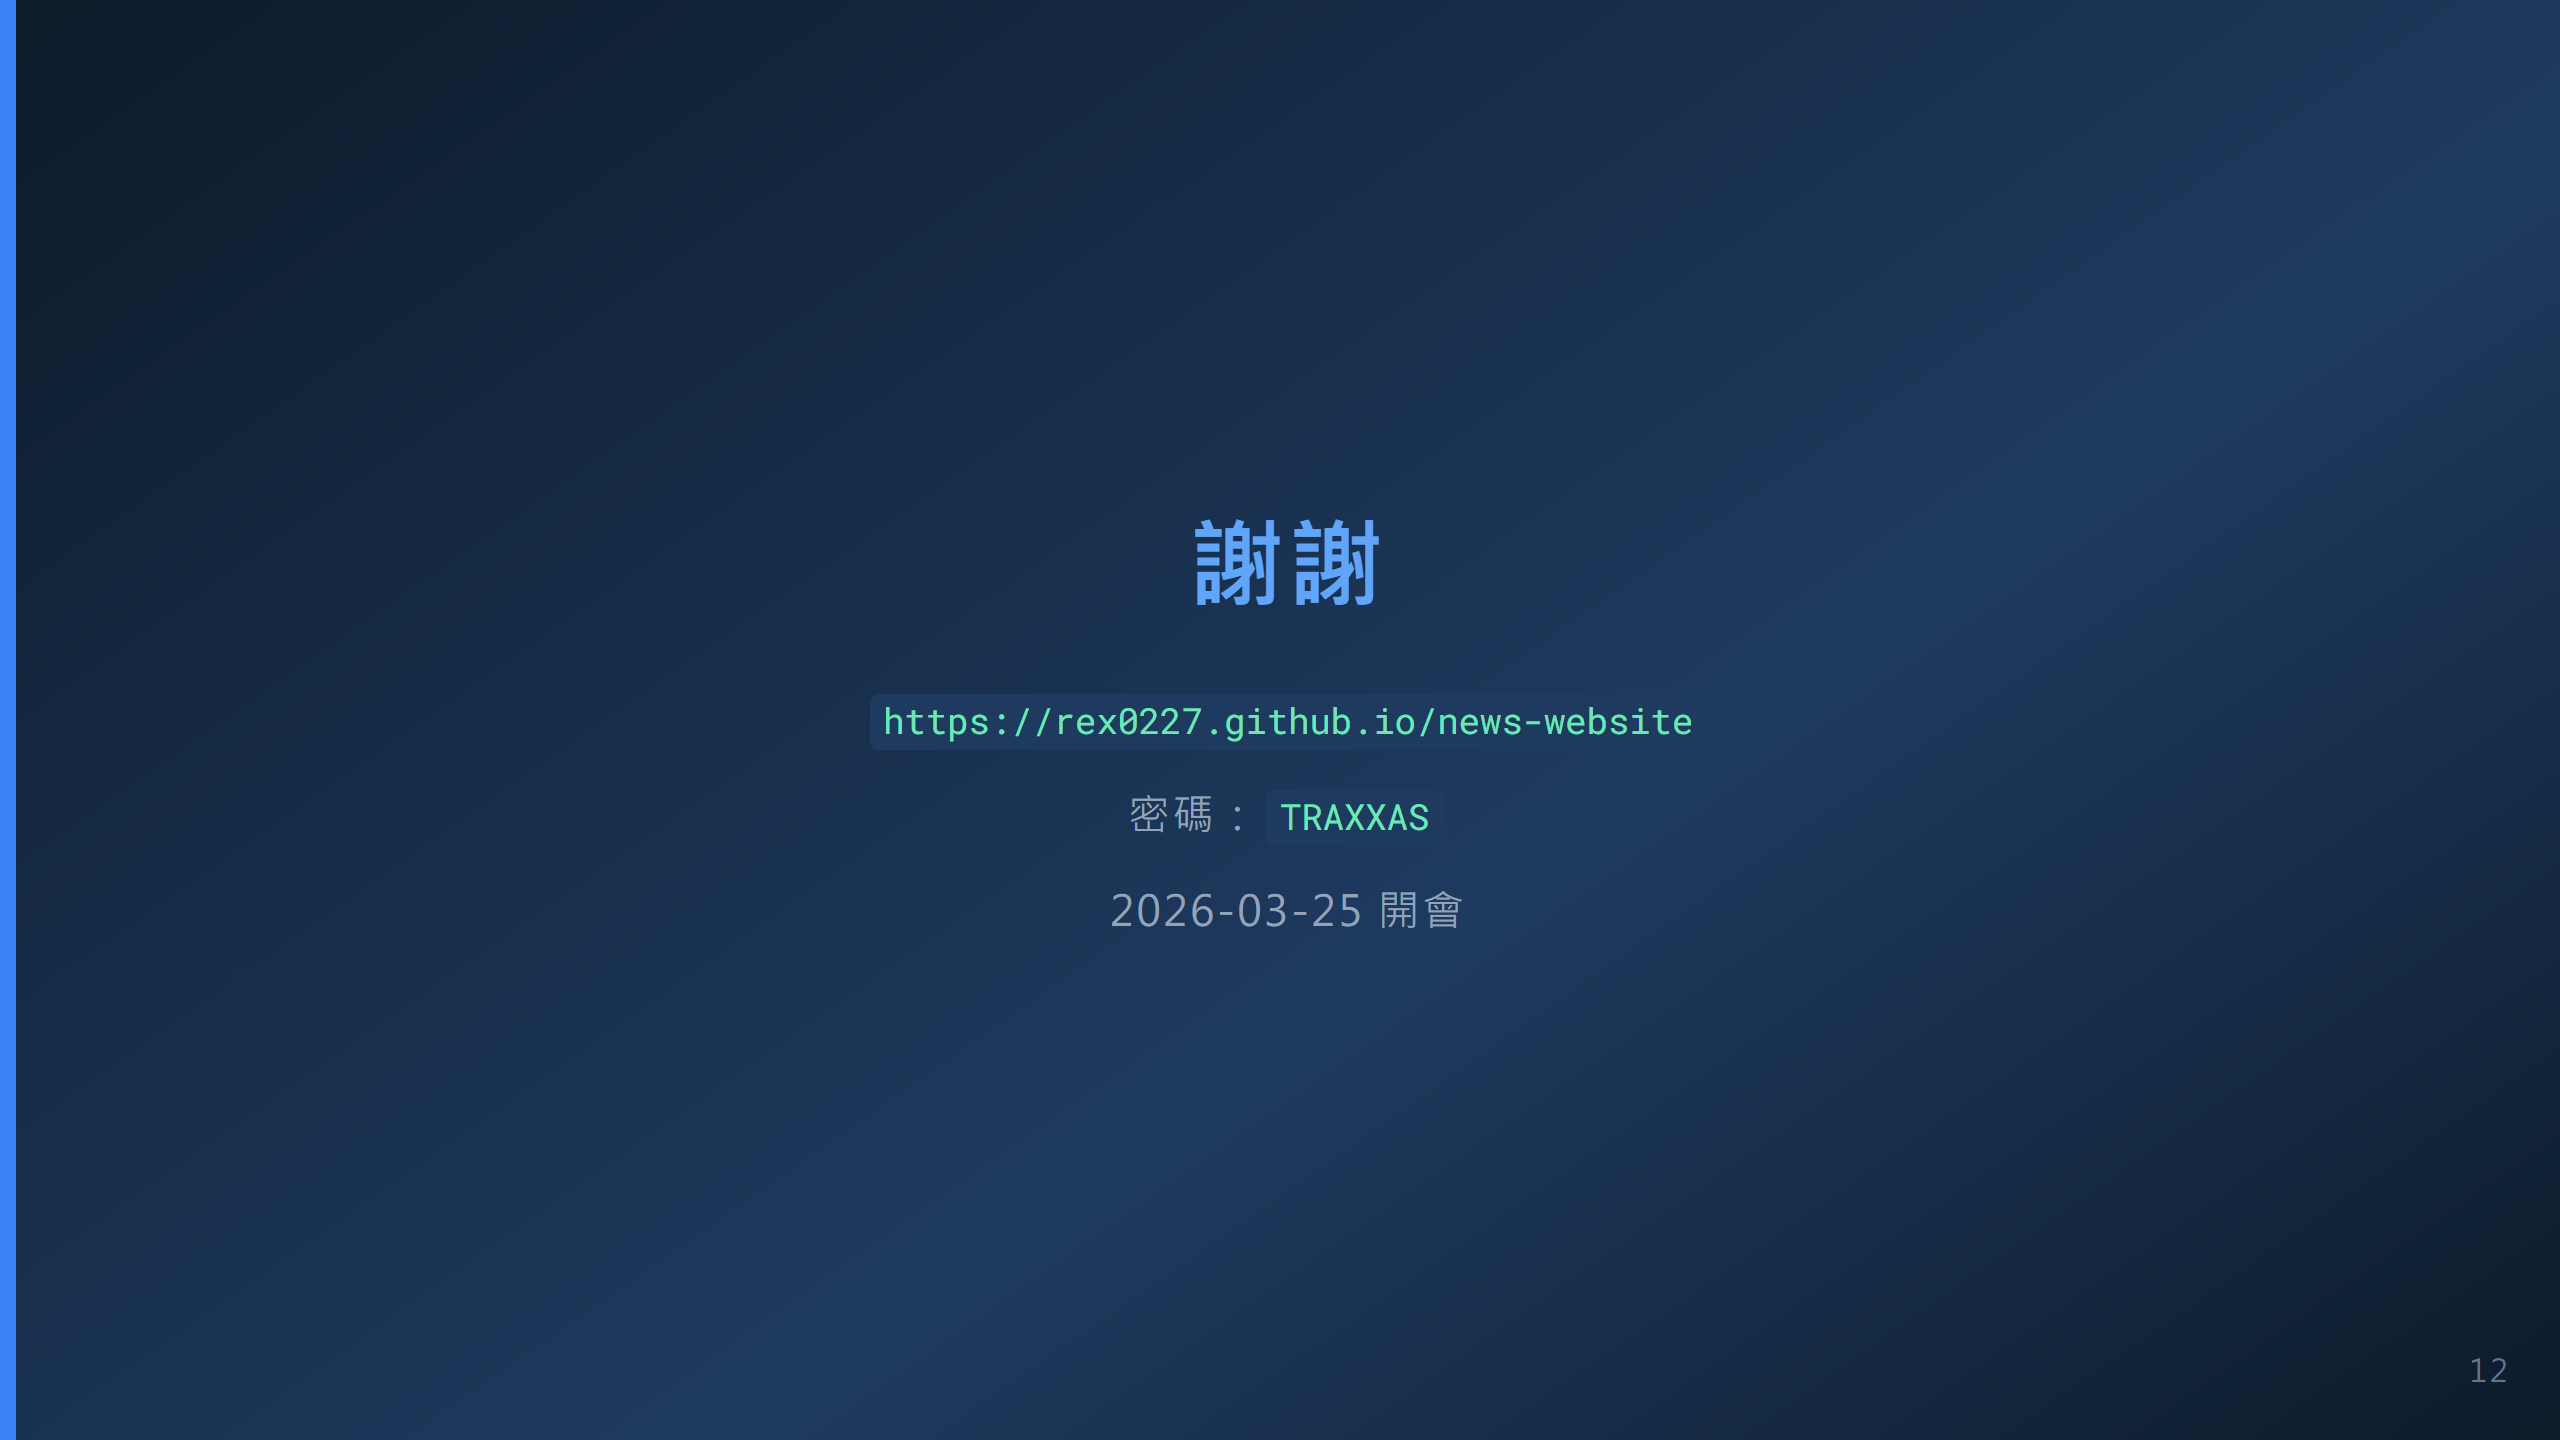 謝謝
https://rex0227.github.io/news-website
密碼：TRAXXAS
2026-03-25 開會
12